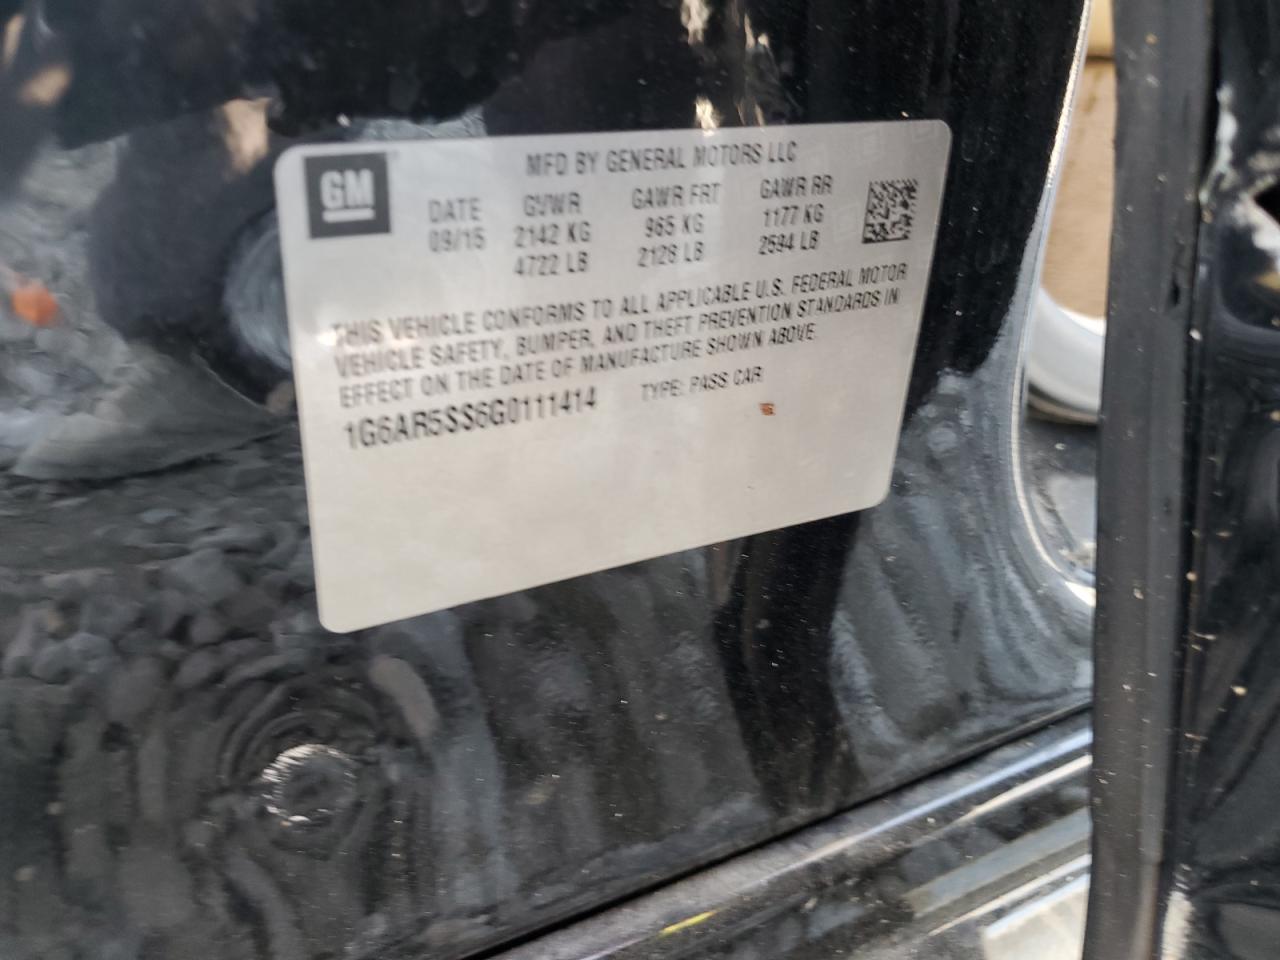 GM
MFD BY GENERAL MOTORS LLC
DATE GVWR GAWR FRT GAWR RR
09/15 2142 KG 965 KG 1177 KG
4722 LB 2128 LB 2594 LB
THIS VEHICLE CONFORMS TO ALL APPLICABLE U.S. FEDERAL MOTOR
VEHICLE SAFETY, BUMPER, AND THEFT PREVENTION STANDARDS IN
EFFECT ON THE DATE OF MANUFACTURE SHOWN ABOVE.
1G6AR5SS6G0111414 TYPE: PASS CAR